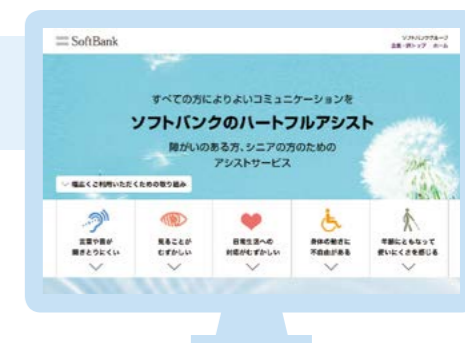 SoftBank
ソフトバンクグループ
企業・IRトップ ホーム
すべての方によりよいコミュニケーションを
ソフトバンクのハートフルアシスト
障がいのある方、シニアの方のための
アシストサービス
幅広くご利用いただくための取り組み
言葉や音が
聞きとりにくい
見ることが
むずかしい
日常生活への
対応がむずかしい
身体の動きに
不自由がある
年齢にともなって
使いにくさを感じる